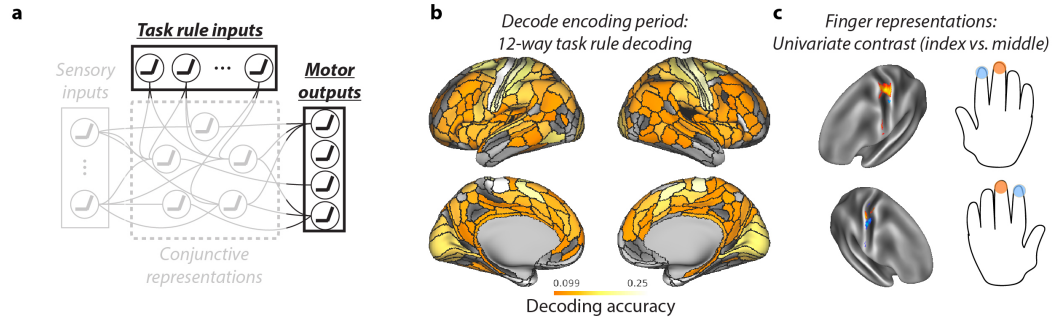 a
Task rule inputs
Sensory
inputs
Motor
outputs
Conjunctive
representations
b
Decode encoding period:
12-way task rule decoding
0.099
0.25
Decoding accuracy
c
Finger representations:
Univariate contrast (index vs. middle)